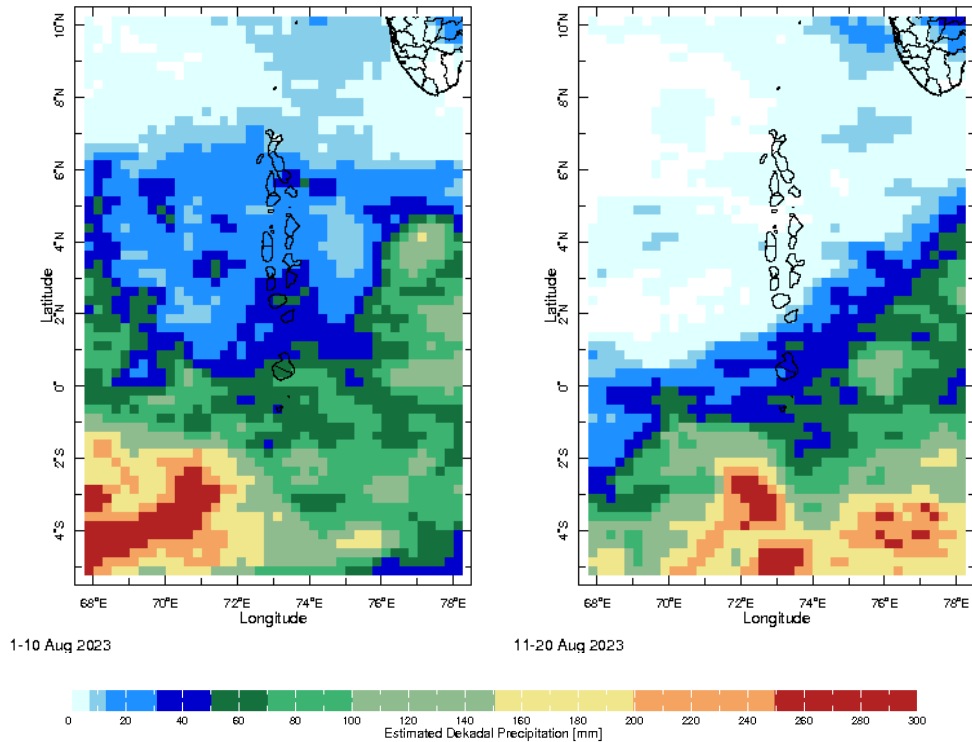 10°N
8°N
6°N
4°N
2°N
0°
2°S
4°S
Latitude
68°E 70°E 72°E 74°E 76°E 78°E
Longitude
1-10 Aug 2023
10°N
8°N
6°N
4°N
2°N
0°
2°S
4°S
Latitude
68°E 70°E 72°E 74°E 76°E 78°E
Longitude
11-20 Aug 2023
0 20 40 60 80 100 120 140 160 180 200 220 240 260 280 300
Estimated Dekadal Precipitation [mm]